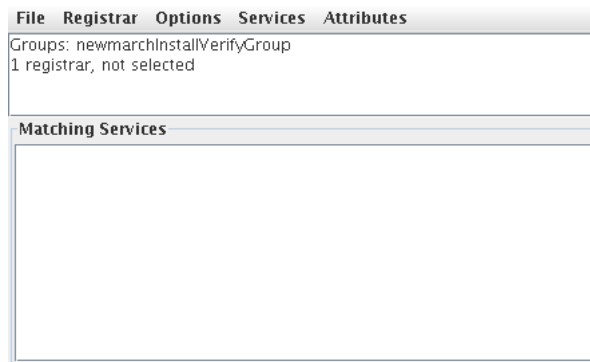 File Registrar Options Services Attributes
Groups: newmarchInstallVerifyGroup
1 registrar, not selected
Matching Services